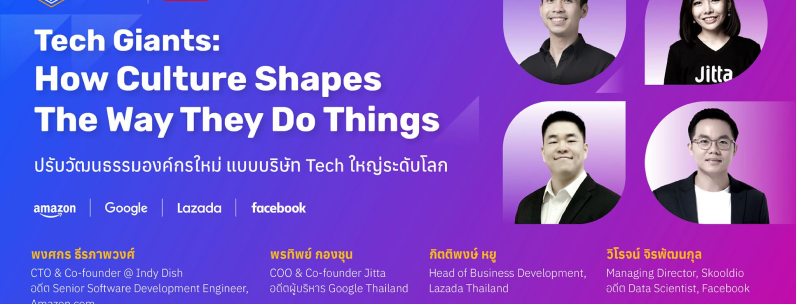 Tech Giants:
How Culture Shapes
The Way They Do Things
ปรับวัฒนธรรมองค์กรใหม่ แบบบริษัท Tech ใหญ่ระดับโลก
amazon | Google | Lazada | facebook
Jitta
พงศกร ธีรภาพวงศ์
CTO & Co-founder @ Indy Dish
อดีต Senior Software Development Engineer,
Amazon.com
พรทิพย์ กองชุน
COO & Co-founder Jitta
อดีตผู้บริหาร Google Thailand
กิตติพงษ์ หยู
Head of Business Development,
Lazada Thailand
วิโรจน์ จิรพัฒนกุล
Managing Director, Skooldio
อดีต Data Scientist, Facebook